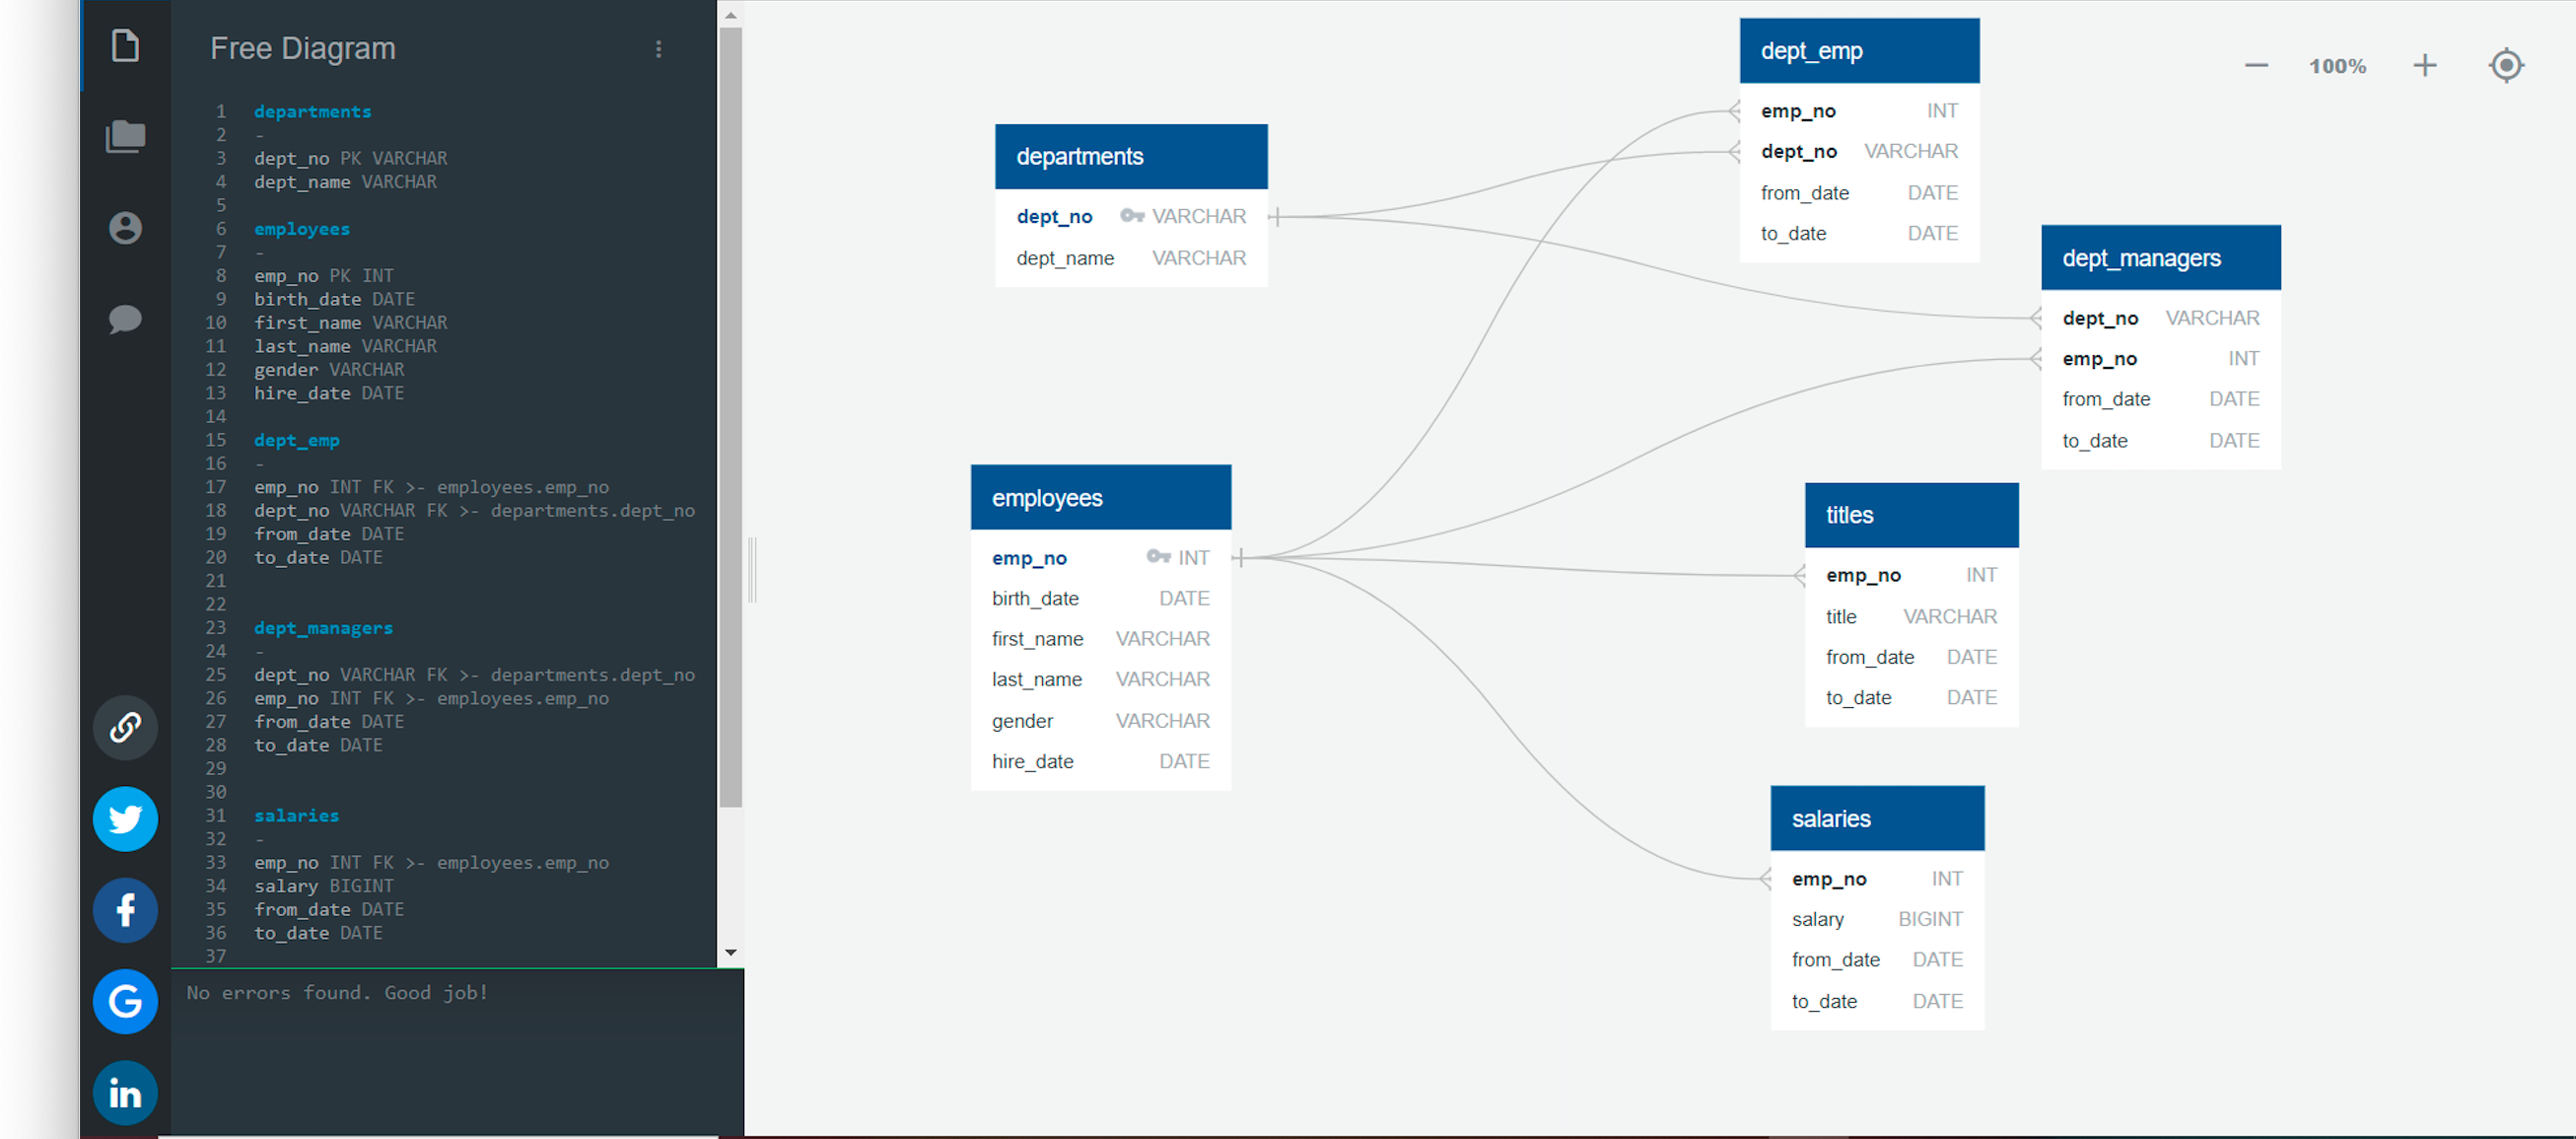 Free Diagram
1 departments
2 -
3 dept_no PK VARCHAR
4 dept_name VARCHAR
5
6 employees
7 -
8 emp_no PK INT
9 birth_date DATE
10 first_name VARCHAR
11 last_name VARCHAR
12 gender VARCHAR
13 hire_date DATE
14
15 dept_emp
16 -
17 emp_no INT FK >- employees.emp_no
18 dept_no VARCHAR FK >- departments.dept_no
19 from_date DATE
20 to_date DATE
21
22
23 dept_managers
24 -
25 dept_no VARCHAR FK >- departments.dept_no
26 emp_no INT FK >- employees.emp_no
27 from_date DATE
28 to_date DATE
29
30
31 salaries
32 -
33 emp_no INT FK >- employees.emp_no
34 salary BIGINT
35 from_date DATE
36 to_date DATE
37
No errors found. Good job!
departments
dept_no VARCHAR
dept_name VARCHAR
employees
emp_no INT
birth_date DATE
first_name VARCHAR
last_name VARCHAR
gender VARCHAR
hire_date DATE
dept_emp
emp_no INT
dept_no VARCHAR
from_date DATE
to_date DATE
dept_managers
dept_no VARCHAR
emp_no INT
from_date DATE
to_date DATE
titles
emp_no INT
title VARCHAR
from_date DATE
to_date DATE
salaries
emp_no INT
salary BIGINT
from_date DATE
to_date DATE
100%